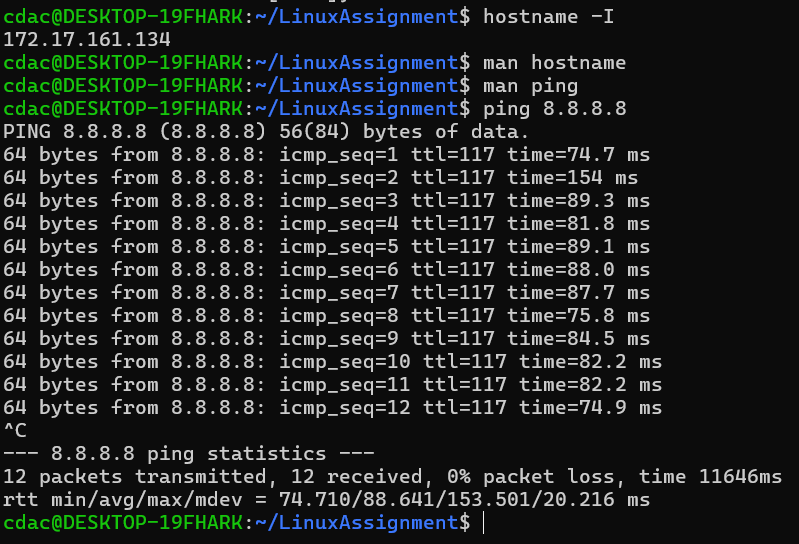 cdac@DESKTOP-19FHARK:~/LinuxAssignment$ hostname -I
172.17.161.134
cdac@DESKTOP-19FHARK:~/LinuxAssignment$ man hostname
cdac@DESKTOP-19FHARK:~/LinuxAssignment$ man ping
cdac@DESKTOP-19FHARK:~/LinuxAssignment$ ping 8.8.8.8
PING 8.8.8.8 (8.8.8.8) 56(84) bytes of data.
64 bytes from 8.8.8.8: icmp_seq=1 ttl=117 time=74.7 ms
64 bytes from 8.8.8.8: icmp_seq=2 ttl=117 time=154 ms
64 bytes from 8.8.8.8: icmp_seq=3 ttl=117 time=89.3 ms
64 bytes from 8.8.8.8: icmp_seq=4 ttl=117 time=81.8 ms
64 bytes from 8.8.8.8: icmp_seq=5 ttl=117 time=89.1 ms
64 bytes from 8.8.8.8: icmp_seq=6 ttl=117 time=88.0 ms
64 bytes from 8.8.8.8: icmp_seq=7 ttl=117 time=87.7 ms
64 bytes from 8.8.8.8: icmp_seq=8 ttl=117 time=75.8 ms
64 bytes from 8.8.8.8: icmp_seq=9 ttl=117 time=84.5 ms
64 bytes from 8.8.8.8: icmp_seq=10 ttl=117 time=82.2 ms
64 bytes from 8.8.8.8: icmp_seq=11 ttl=117 time=82.2 ms
64 bytes from 8.8.8.8: icmp_seq=12 ttl=117 time=74.9 ms
^C
--- 8.8.8.8 ping statistics ---
12 packets transmitted, 12 received, 0% packet loss, time 11646ms
rtt min/avg/max/mdev = 74.710/88.641/153.501/20.216 ms
cdac@DESKTOP-19FHARK:~/LinuxAssignment$